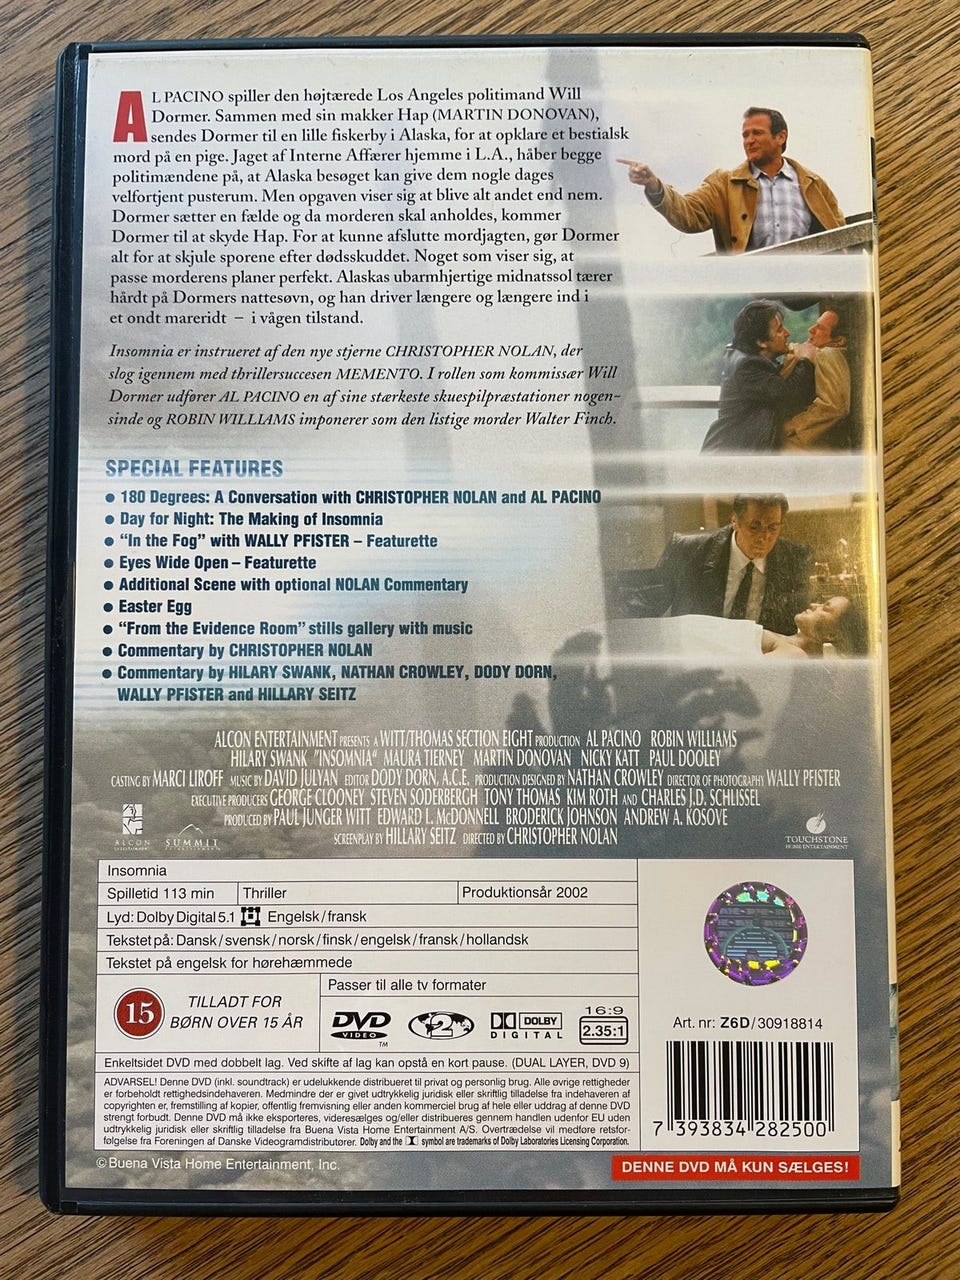 AL PACINO spiller den højtærede Los Angeles politimand Will
Dormer. Sammen med sin makker Hap (MARTIN DONOVAN),
sendes Dormer til en lille fiskerby i Alaska, for at opklare et bestialsk
mord på en pige. Jaget af Interne Affærer hjemme i L.A., håber begge
politimændene på, at Alaska besøget kan give dem nogle dages
velfortjent pusterum. Men opgaven viser sig at blive alt andet end nem.
Dormer sætter en fælde og da morderen skal anholdes, kommer
Dormer til at skyde Hap. For at kunne afslutte mordjagten, gør Dormer
alt for at skjule sporene efter dødsskuddet. Noget som viser sig, at
passe morderens planer perfekt. Alaskas ubarmhjertige midnatssol tærer
hårdt på Dormers nattesøvn, og han driver længere og længere ind i
et ondt mareridt – i vågen tilstand.
Insomnia er instrueret af den nye stjerne CHRISTOPHER NOLAN, der
slog igennem med thrillersuccesen MEMENTO. I rollen som kommissær Will
Dormer udfører AL PACINO en af sine stærkeste skuespilpræstationer nogen-
sinde og ROBIN WILLIAMS imponerer som den listige morder Walter Finch.
SPECIAL FEATURES
• 180 Degrees: A Conversation with CHRISTOPHER NOLAN and AL PACINO
• Day for Night: The Making of Insomnia
• “In the Fog” with WALLY PFISTER – Featurette
• Eyes Wide Open – Featurette
• Additional Scene with optional NOLAN Commentary
• Easter Egg
• “From the Evidence Room” stills gallery with music
• Commentary by CHRISTOPHER NOLAN
• Commentary by HILARY SWANK, NATHAN CROWLEY, DODY DORN,
WALLY PFISTER and HILLARY SEITZ
ALCON ENTERTAINMENT PRESENTS A WITT/THOMAS SECTION EIGHT PRODUCTION AL PACINO ROBIN WILLIAMS
HILARY SWANK "INSOMNIA" MAURA TIERNEY MARTIN DONOVAN NICKY KATT PAUL DOOLEY
CASTING BY MARCI LIROFF MUSIC BY DAVID JULYAN EDITOR DODY DORN, A.C.E. PRODUCTION DESIGNED BY NATHAN CROWLEY DIRECTOR OF PHOTOGRAPHY WALLY PFISTER
EXECUTIVE PRODUCERS GEORGE CLOONEY STEVEN SODERBERGH TONY THOMAS KIM ROTH AND CHARLES J.D. SCHLISSEL
PRODUCED BY PAUL JUNGER WITT EDWARD L. McDONNELL BRODERICK JOHNSON ANDREW A. KOSOVE
SCREENPLAY BY HILLARY SEITZ DIRECTED BY CHRISTOPHER NOLAN
ALCON
SUMMIT
TOUCHSTONE
HOME ENTERTAINMENT
Insomnia
Spilletid 113 min Thriller Produktionsår 2002
Lyd: Dolby Digital 5.1 Engelsk/fransk
Tekstet på: Dansk/svensk/norsk/finsk/engelsk/fransk/hollandsk
Tekstet på engelsk for hørehæmmede
15
TILLADT FOR
BØRN OVER 15 ÅR
Passer til alle tv formater
DVD
VIDEO
TM
2
DOLBY
DIGITAL
16:9
2.35:1
Enkeltsidet DVD med dobbelt lag. Ved skifte af lag kan opstå en kort pause. (DUAL LAYER, DVD 9)
ADVARSEL! Denne DVD (inkl. soundtrack) er udelukkende distribueret til privat og personlig brug. Alle øvrige rettigheder
er forbeholdt rettighedsindehaveren. Medmindre der er givet udtrykkelig juridisk eller skriftlig tilladelse fra indehaveren af
copyrighten er, fremstilling af kopier, offentlig fremvisning eller anden kommerciel brug af hele eller uddrag af denne DVD
strengt forbudt. Denne DVD må ikke eksporteres, videresælges og/eller distribueres gennem handlen udenfor EU uden
udtrykkelig juridisk eller skriftlig tilladelse fra Buena Vista Home Entertainment A/S. Overtrædelse vil medføre retsfor-
følgelse fra Foreningen af Danske Videogramdistributører. Dolby and the symbol are trademarks of Dolby Laboratories Licensing Corporation.
Art. nr: Z6D/30918814
7 393834 282500
© Buena Vista Home Entertainment, Inc.
DENNE DVD MÅ KUN SÆLGES!